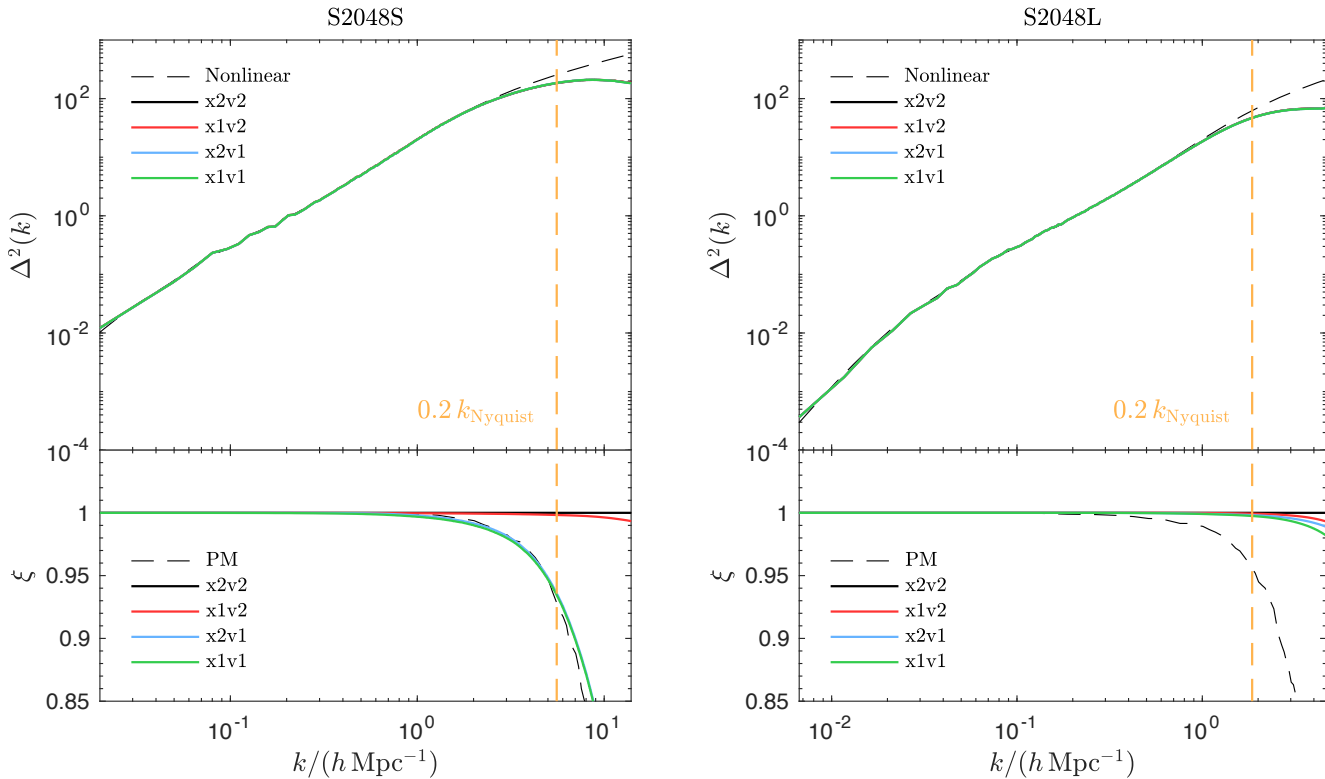 S2048S
10^2
10^0
10^-2
10^-4
Δ^2(k)
Nonlinear
x2v2
x1v2
x2v1
x1v1
0.2 k_Nyquist
1
0.95
0.9
0.85
ξ
PM
x2v2
x1v2
x2v1
x1v1
10^-1
10^0
10^1
k/(h Mpc^-1)
S2048L
10^2
10^0
10^-2
10^-4
Δ^2(k)
Nonlinear
x2v2
x1v2
x2v1
x1v1
0.2 k_Nyquist
1
0.95
0.9
0.85
ξ
PM
x2v2
x1v2
x2v1
x1v1
10^-2
10^-1
10^0
k/(h Mpc^-1)